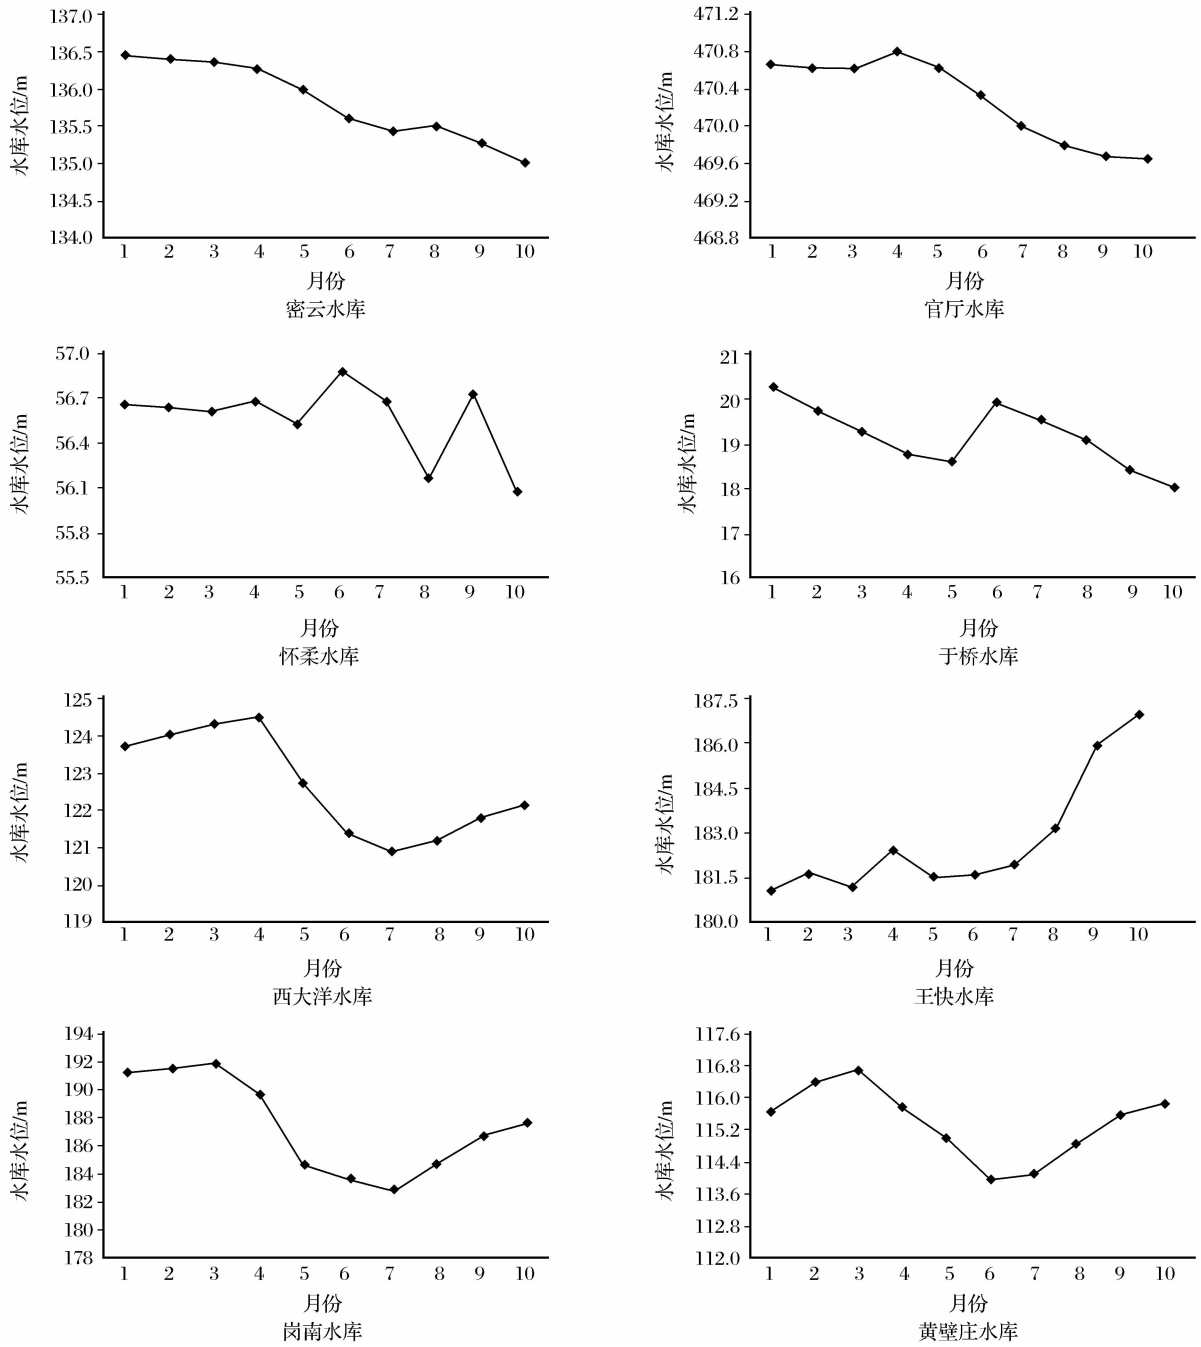 水库水位/m
137.0
136.5
136.0
135.5
135.0
134.5
134.0
1 2 3 4 5 6 7 8 9 10
月份
密云水库
水库水位/m
471.2
470.8
470.4
470.0
469.6
469.2
468.8
1 2 3 4 5 6 7 8 9 10
月份
官厅水库
水库水位/m
57.0
56.7
56.4
56.1
55.8
55.5
1 2 3 4 5 6 7 8 9 10
月份
怀柔水库
水库水位/m
21
20
19
18
17
16
1 2 3 4 5 6 7 8 9 10
月份
于桥水库
水库水位/m
125
124
123
122
121
120
119
1 2 3 4 5 6 7 8 9 10
月份
西大洋水库
水库水位/m
187.5
186.0
184.5
183.0
181.5
180.0
1 2 3 4 5 6 7 8 9 10
月份
王快水库
水库水位/m
194
192
190
188
186
184
182
180
178
1 2 3 4 5 6 7 8 9 10
月份
岗南水库
水库水位/m
117.6
116.8
116.0
115.2
114.4
113.6
112.8
112.0
1 2 3 4 5 6 7 8 9 10
月份
黄壁庄水库